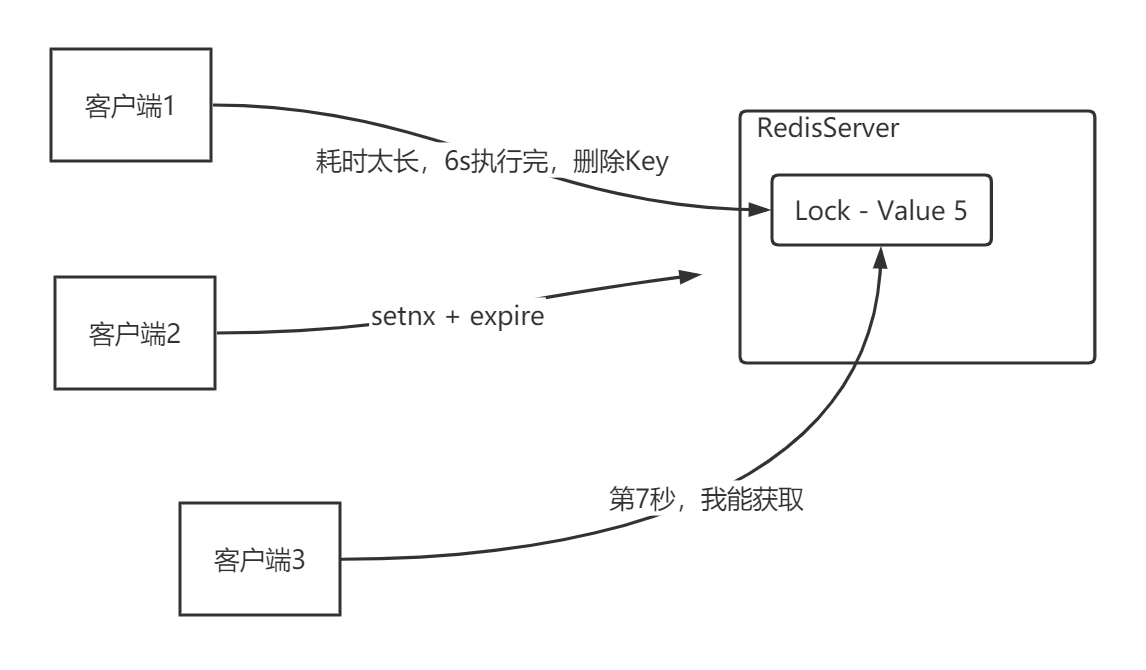 客户端1
RedisServer
耗时太长，6s执行完，删除Key
Lock - Value 5
setnx + expire
客户端2
第7秒，我能获取
客户端3